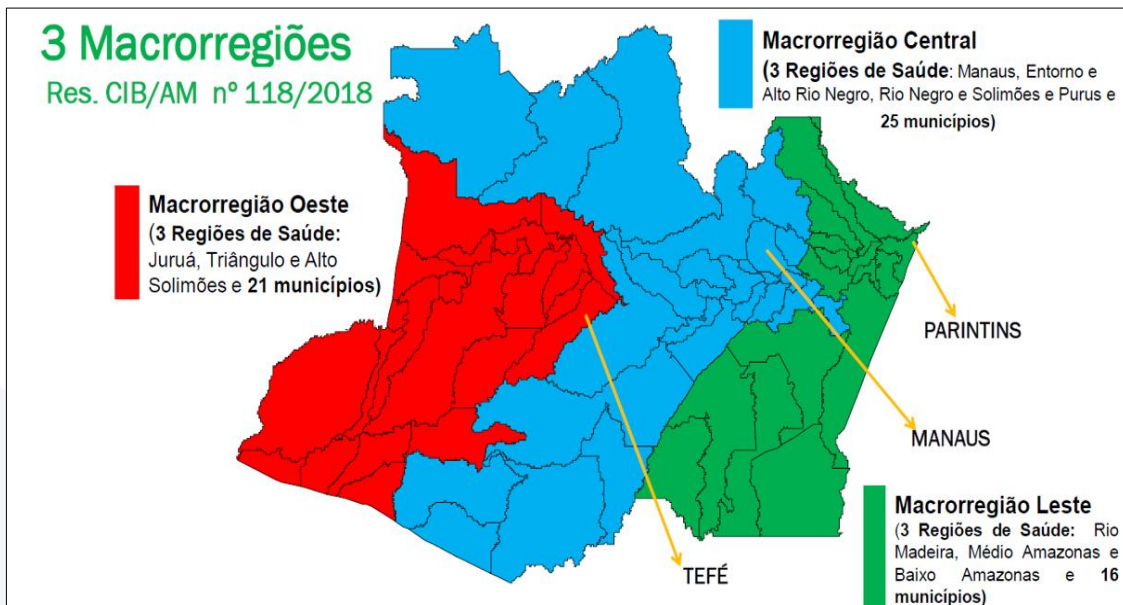 3 Macrorregiões
Res. CIB/AM nº 118/2018
Macrorregião Central
(3 Regiões de Saúde: Manaus, Entorno e
Alto Rio Negro, Rio Negro e Solimões e Purus e
25 municípios)
Macrorregião Oeste
(3 Regiões de Saúde:
Juruá, Triângulo e Alto
Solimões e 21 municípios)
PARINTINS
MANAUS
TEFÉ
Macrorregião Leste
(3 Regiões de Saúde: Rio
Madeira, Médio Amazonas e
Baixo Amazonas e 16
municípios)